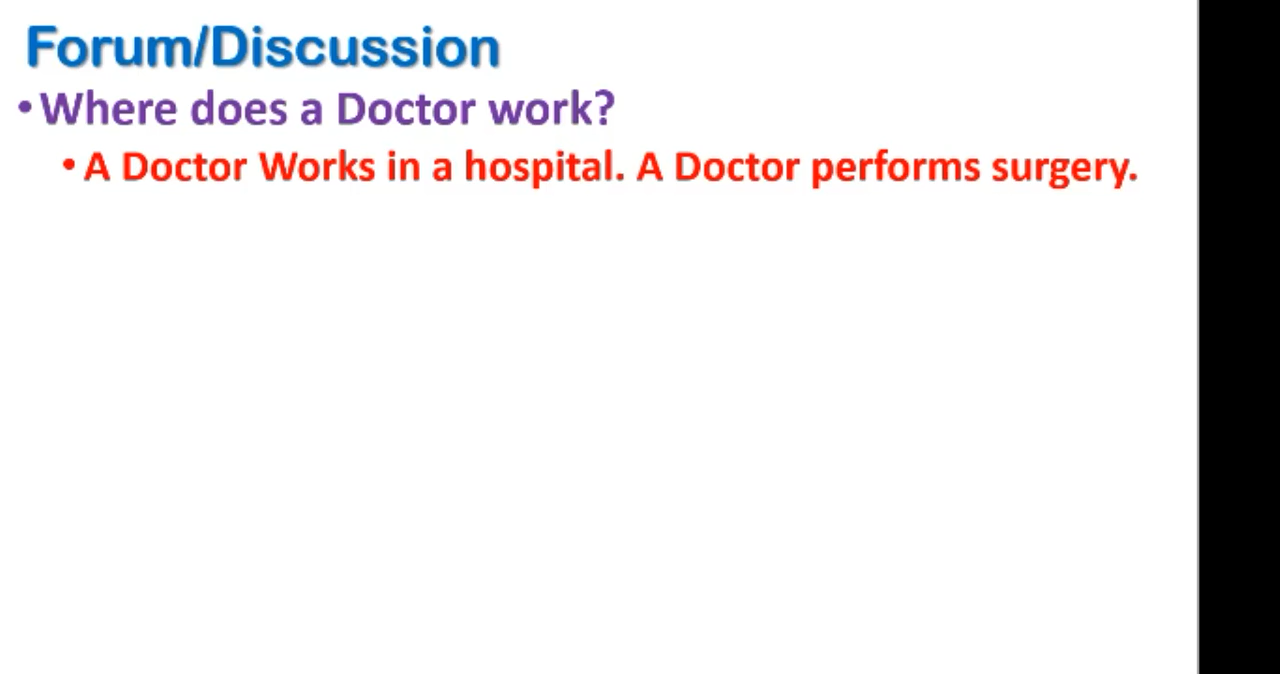 Forum/Discussion
•Where does a Doctor work?
•A Doctor Works in a hospital. A Doctor performs surgery.